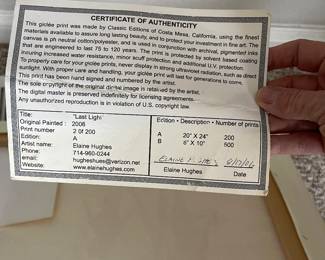 CERTIFICATE OF AUTHENTICITY
This giclée print was made by Classic Editions of Costa Mesa, California, using the finest
materials available to assure long lasting beauty, and to protect your investment in fine art. The
canvas is ph neutral cotton/polyester, and is used in conjunction with archival, pigmented inks
that are engineered to last 75 to 120 years. The print is protected by solvent based coating
insuring increased water resistance, minor scuff protection and additional U.V. protection.
To properly care for your giclée prints, never display in strong ultraviolet radiation, such as direct
sunlight. With proper care and handling, your giclée print will last for generations to come.
This print has been hand signed and numbered by the artist.
The sole copyright of the original digital image is retained by the artist.
The digital master is preserved indefinitely for licensing agreements.
Any unauthorized reproduction is in violation of U.S. copyright law.
Title: "Last Light"
Original Painted : 2006
Print number 2 of 200
Edition: A
Artist name: Elaine Hughes
Phone: 714-960-0244
Email: hugheshues@verizon.net
Website: www.elainehughes.com
Edition - Description - Number of prints
A 20" X 24" 200
B 8" X 10" 500
ELAINE HUGHES
Elaine Hughes Date